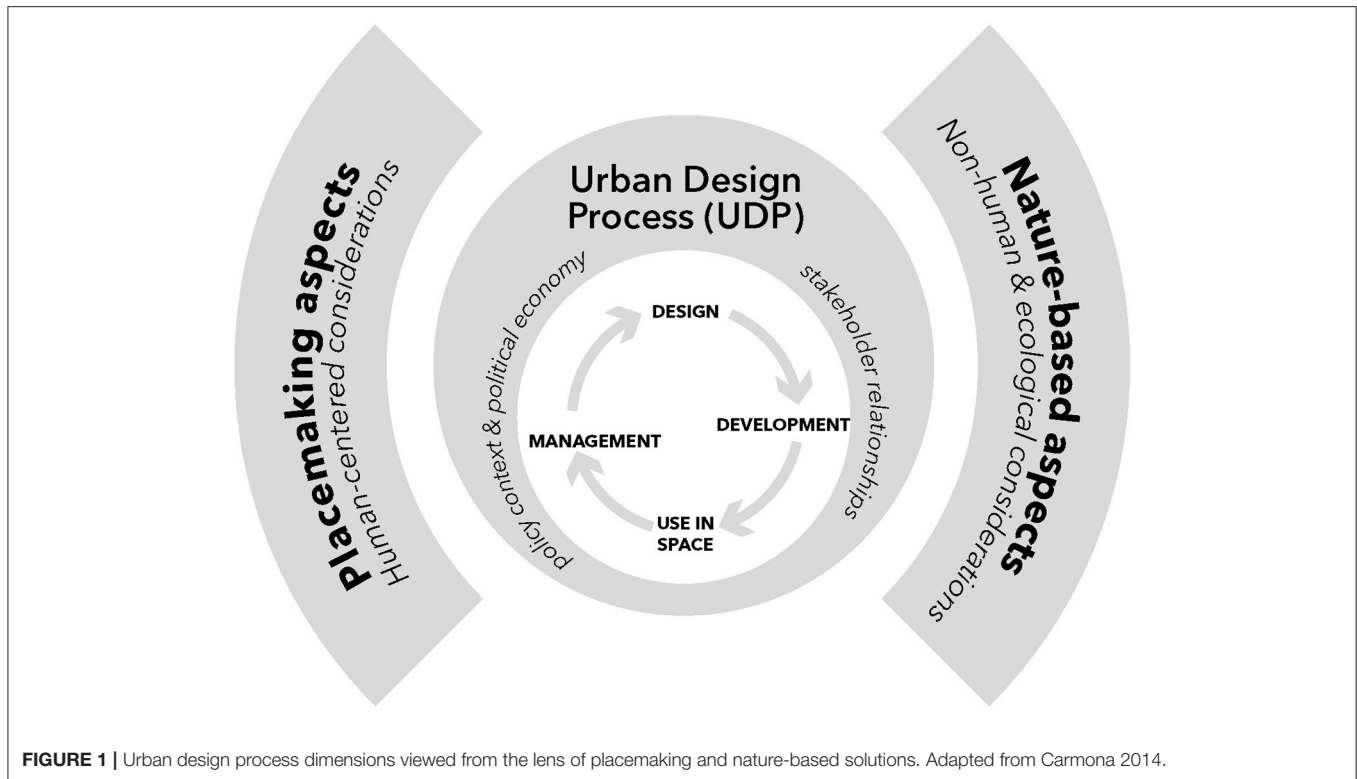 Placemaking aspects
Human-centered considerations
Urban Design
Process (UDP)
policy context & political economy
stakeholder relationships
DESIGN
DEVELOPMENT
USE IN
SPACE
MANAGEMENT
Nature-based aspects
Non-human & ecological considerations
FIGURE 1 | Urban design process dimensions viewed from the lens of placemaking and nature-based solutions. Adapted from Carmona 2014.